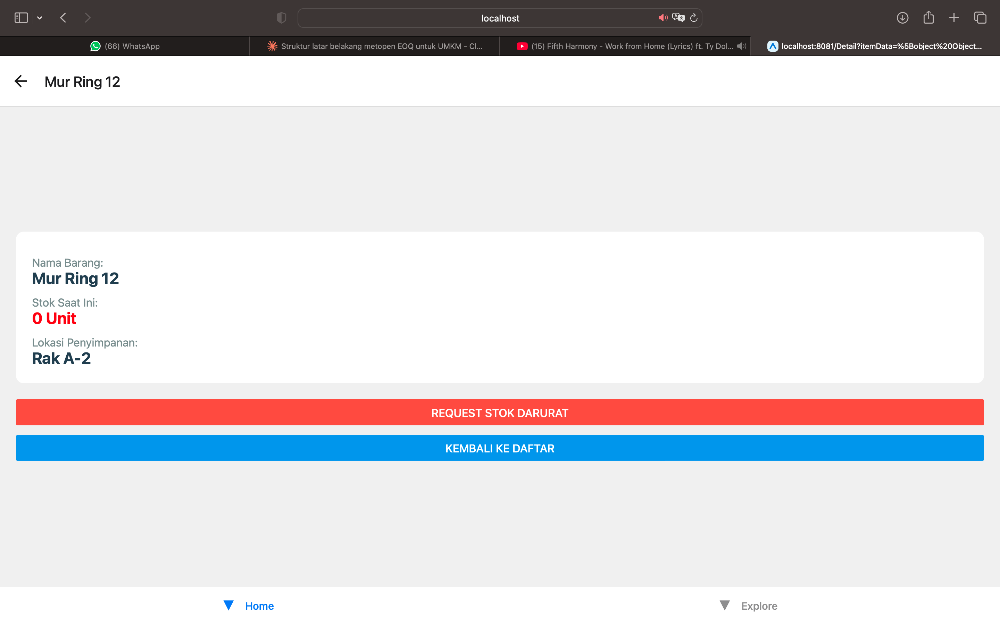 localhost
(66) WhatsApp
Struktur latar belakang metopen EOQ untuk UMKM - Cl...
(15) Fifth Harmony - Work from Home (Lyrics) ft. Ty Dol...
localhost:8081/Detail?itemData=%5Bobject%20Object...
Mur Ring 12
Nama Barang:
Mur Ring 12
Stok Saat Ini:
0 Unit
Lokasi Penyimpanan:
Rak A-2
REQUEST STOK DARURAT
KEMBALI KE DAFTAR
Home
Explore